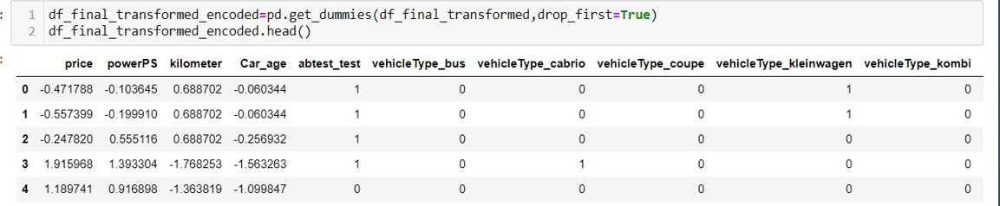 1 df_final_transformed_encoded=pd.get_dummies(df_final_transformed,drop_first=True)
2 df_final_transformed_encoded.head()
price powerPS kilometer Car_age abtest_test vehicleType_bus vehicleType_cabrio vehicleType_coupe vehicleType_kleinwagen vehicleType_kombi
0 -0.471788 -0.103645 0.688702 -0.060344 1 0 0 0 1 0
1 -0.557399 -0.199910 0.688702 -0.060344 1 0 0 0 1 0
2 -0.247820 0.555116 0.688702 -0.256932 1 0 0 0 0 0
3 1.915968 1.393304 -1.768253 -1.563263 1 0 1 0 0 0
4 1.189741 0.916898 -1.363819 -1.099847 0 0 0 0 0 0